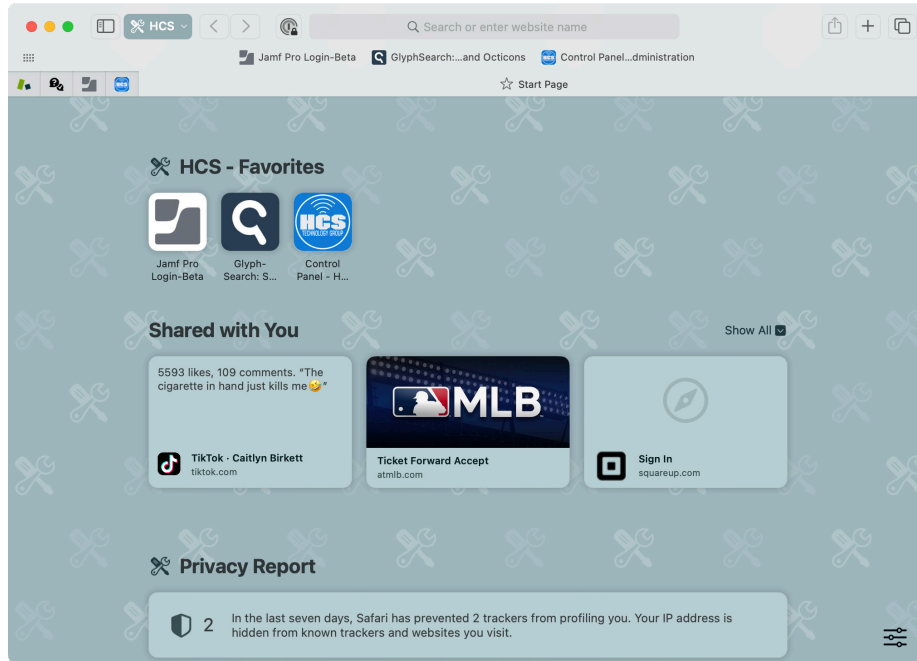 HCS
Search or enter website name
Jamf Pro Login-Beta
GlyphSearch:...and Octicons
Control Panel...dministration
Start Page
HCS - Favorites
HCS
TECHNOLOGY GROUP
Jamf Pro
Login-Beta
Glyph-
Search: S...
Control
Panel - H...
Shared with You
Show All
5593 likes, 109 comments. “The
cigarette in hand just kills me🤣”
TikTok · Caitlyn Birkett
tiktok.com
MLB
Ticket Forward Accept
atmlb.com
Sign In
squareup.com
Privacy Report
2
In the last seven days, Safari has prevented 2 trackers from profiling you. Your IP address is
hidden from known trackers and websites you visit.